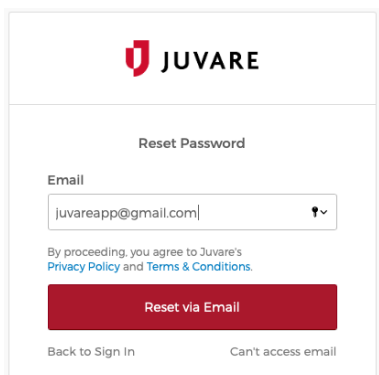 JUVARE
Reset Password
Email
juvareapp@gmail.com
By proceeding, you agree to Juvare's
Privacy Policy and Terms & Conditions.
Reset via Email
Back to Sign In Can't access email